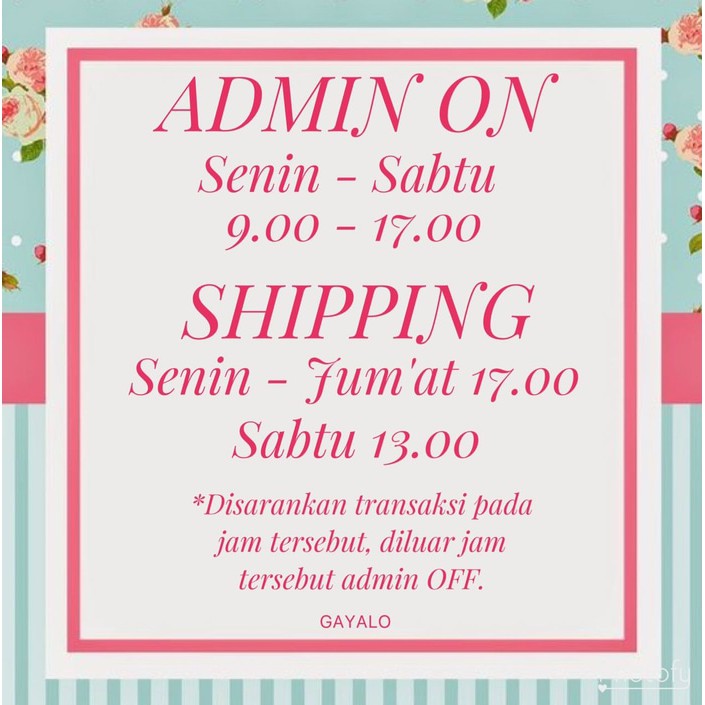 ADMIN ON
Senin - Sabtu
9.00 - 17.00
SHIPPING
Senin - Jum'at 17.00
Sabtu 13.00
*Disarankan transaksi pada
jam tersebut, diluar jam
tersebut admin OFF.
GAYALO